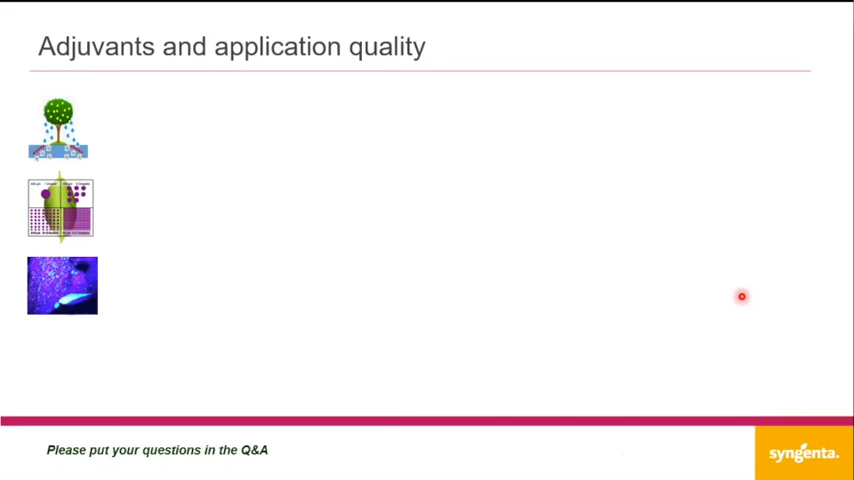 Adjuvants and application quality
Please put your questions in the Q&A
syngenta.